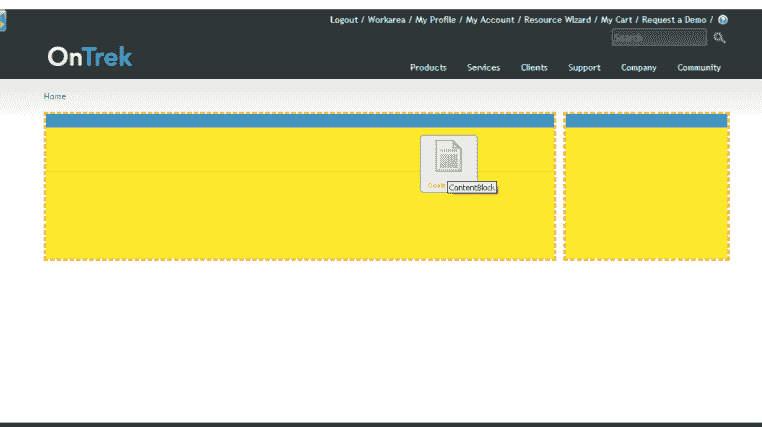 Logout / Workarea / My Profile / My Account / Resource Wizard / My Cart / Request a Demo /
Search
OnTrek
Products Services Clients Support Company Community
Home
ContentBlock